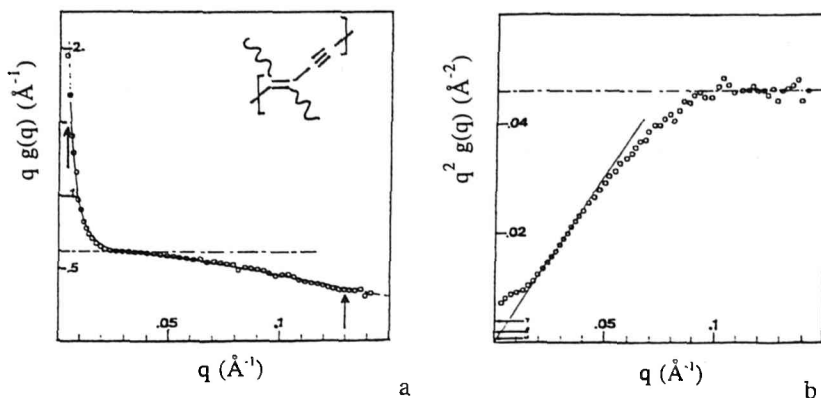 2.
1
.5
.05
.1
q g(q) (Å⁻¹)
q (Å⁻¹)
a
.04
.02
.05
.1
q² g(q) (Å⁻²)
q (Å⁻¹)
b